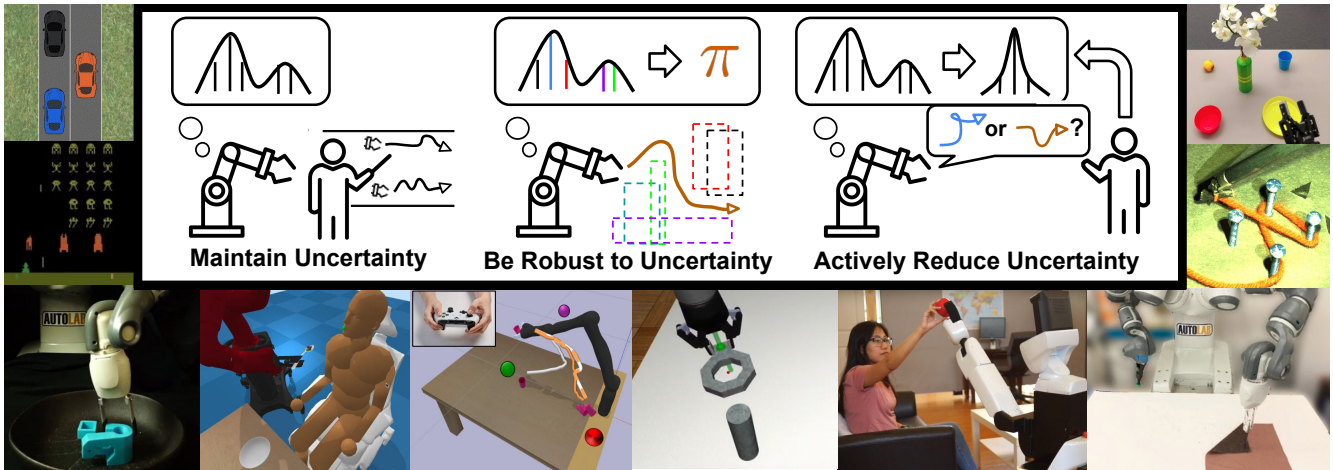 π
or
?
Maintain Uncertainty
Be Robust to Uncertainty
Actively Reduce Uncertainty
AUTOLAB
AUTOLAB